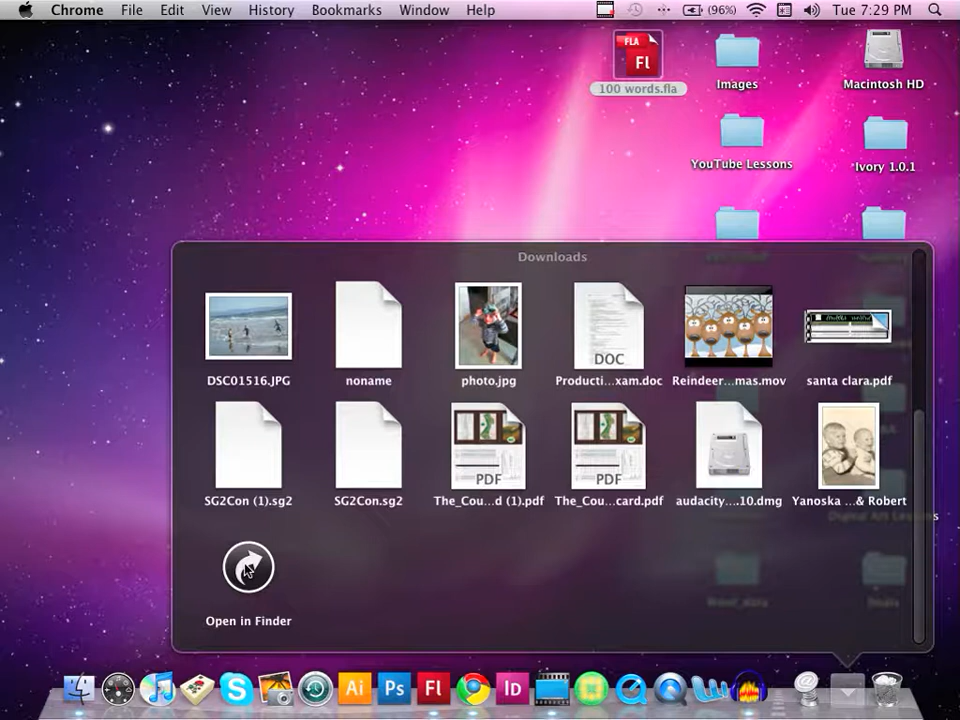 Chrome File Edit View History Bookmarks Window Help (96%) Tue 7:29 PM
FLA
Fl
100 words.fla
Images
Macintosh HD
YouTube Lessons
Ivory 1.0.1
Downloads
DOC
DSC01516.JPG
noname
photo.jpg
Producti...xam.doc
Reindeer...mas.mov
santa clara.pdf
PDF
PDF
SG2Con (1).sg2
SG2Con.sg2
The_Cou...d (1).pdf
The_Cou...card.pdf
audacity....10.dmg
Yanoska ...& Robert
Open in Finder
Ai Ps Fl Id